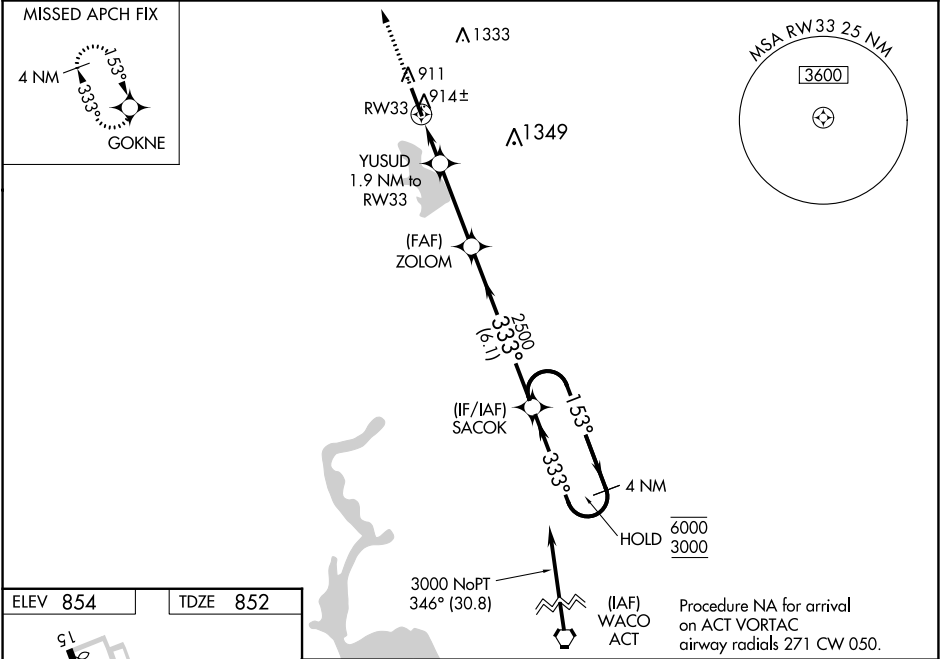 MISSED APCH FIX
4 NM
153°
333°
GOKNE
1333
911
914±
RW33
1349
MSA RW33 25 NM
3600
YUSUD
1.9 NM to
RW33
(FAF)
ZOLOM
2500
333°
(6.1)
(IF/IAF)
SACOK
153°
333°
4 NM
HOLD
6000
3000
3000 NoPT
346° (30.8)
(IAF)
WACO
ACT
Procedure NA for arrival
on ACT VORTAC
airway radials 271 CW 050.
ELEV 854
TDZE 852
15